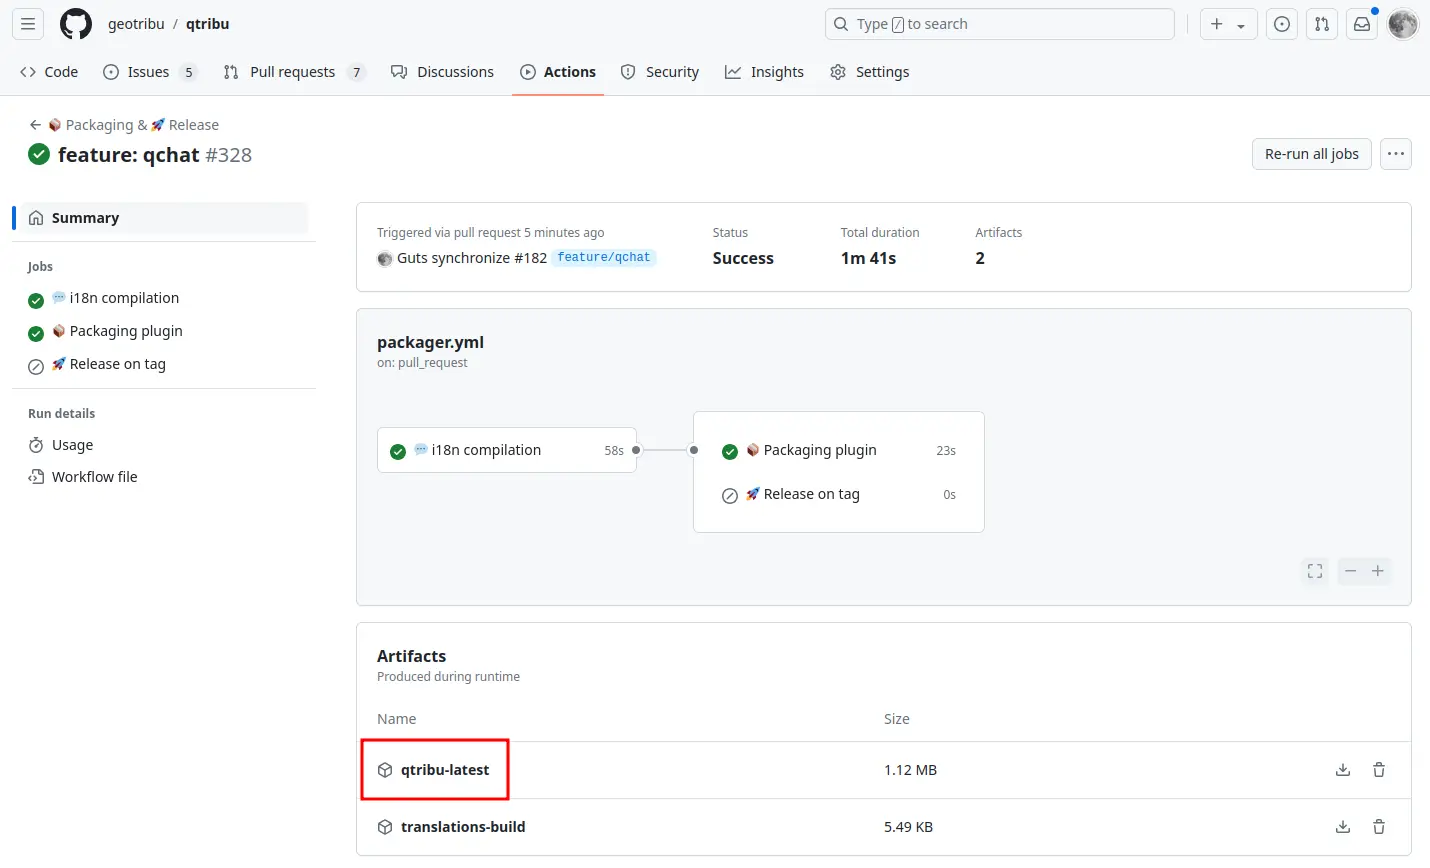 geotribu / qtribu
Type / to search
Code
Issues 5
Pull requests 7
Discussions
Actions
Security
Insights
Settings
Packaging & 🚀 Release
feature: qchat #328
Re-run all jobs
Summary
Jobs
i18n compilation
Packaging plugin
Release on tag
Run details
Usage
Workflow file
Triggered via pull request 5 minutes ago
Guts synchronize #182 feature/qchat
Status
Success
Total duration
1m 41s
Artifacts
2
packager.yml
on: pull_request
i18n compilation 58s
Packaging plugin 23s
Release on tag 0s
Artifacts
Produced during runtime
Name Size
qtribu-latest 1.12 MB
translations-build 5.49 KB